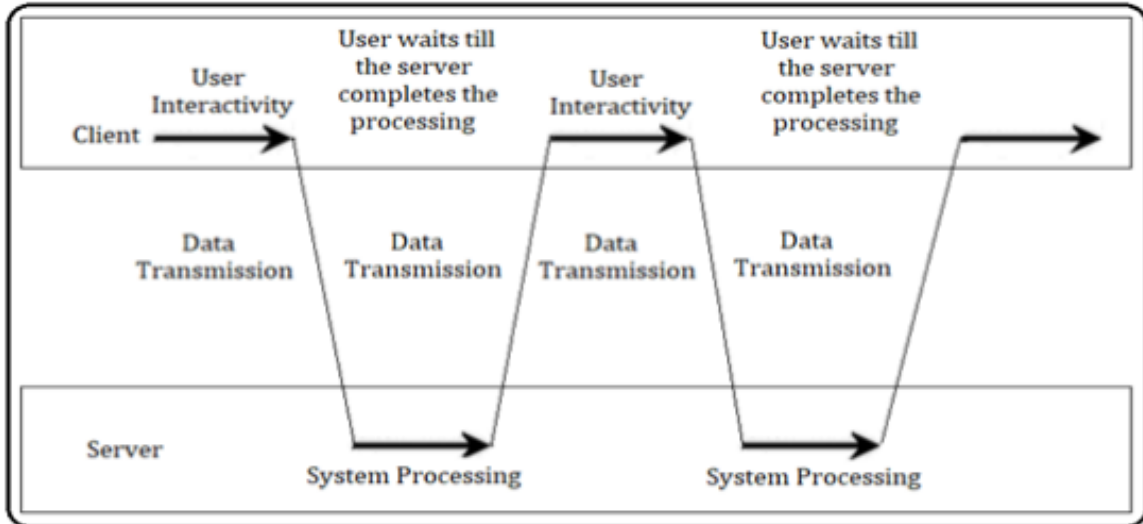 User waits till
the server
completes the
processing
User waits till
the server
completes the
processing
User
Interactivity
User
Interactivity
Client
Data
Transmission
Data
Transmission
Data
Transmission
Data
Transmission
Server
System Processing
System Processing